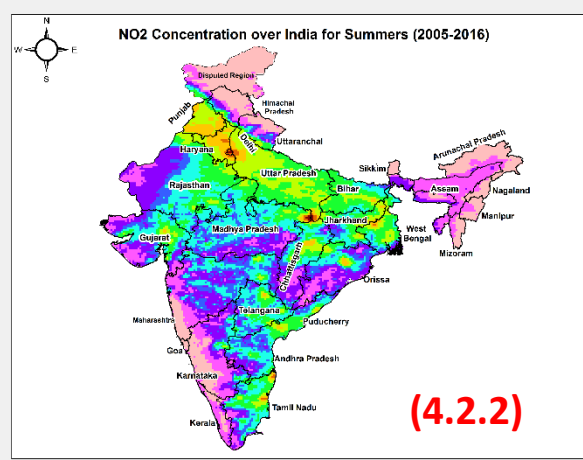 NO2 Concentration over India for Summers (2005-2016)
N
W
E
S
Disputed Region
Himachal
Pradesh
Punjab
Uttaranchal
Haryana
Delhi
Arunachal Pradesh
Sikkim
Uttar Pradesh
Rajasthan
Bihar
Assam
Nagaland
Manipur
Jharkhand
West
Bengal
Mizoram
Gujarat
Madhya Pradesh
Chhattisgarh
Orissa
Telangana
Maharashtra
Puducherry
Goa
Andhra Pradesh
Karnataka
Tamil Nadu
Kerala
(4.2.2)